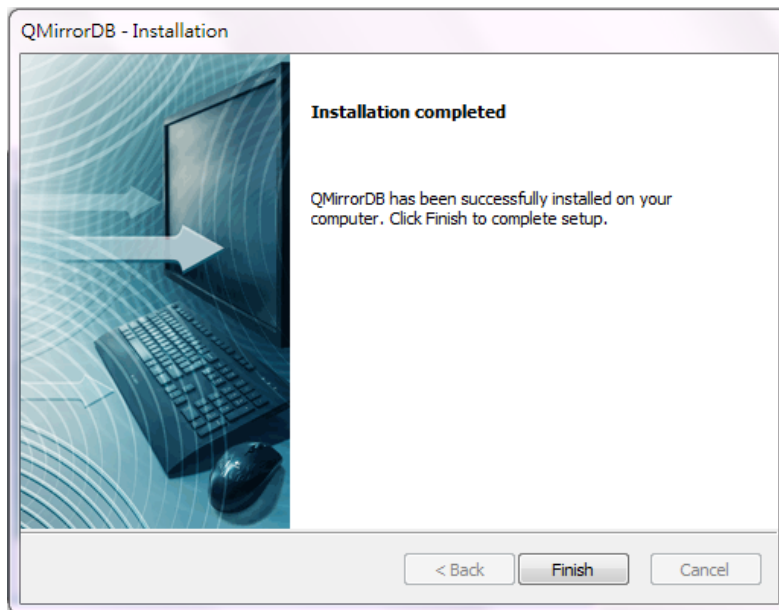 QMirrorDB - Installation
Installation completed
QMirrorDB has been successfully installed on your
computer. Click Finish to complete setup.
< Back
Finish
Cancel